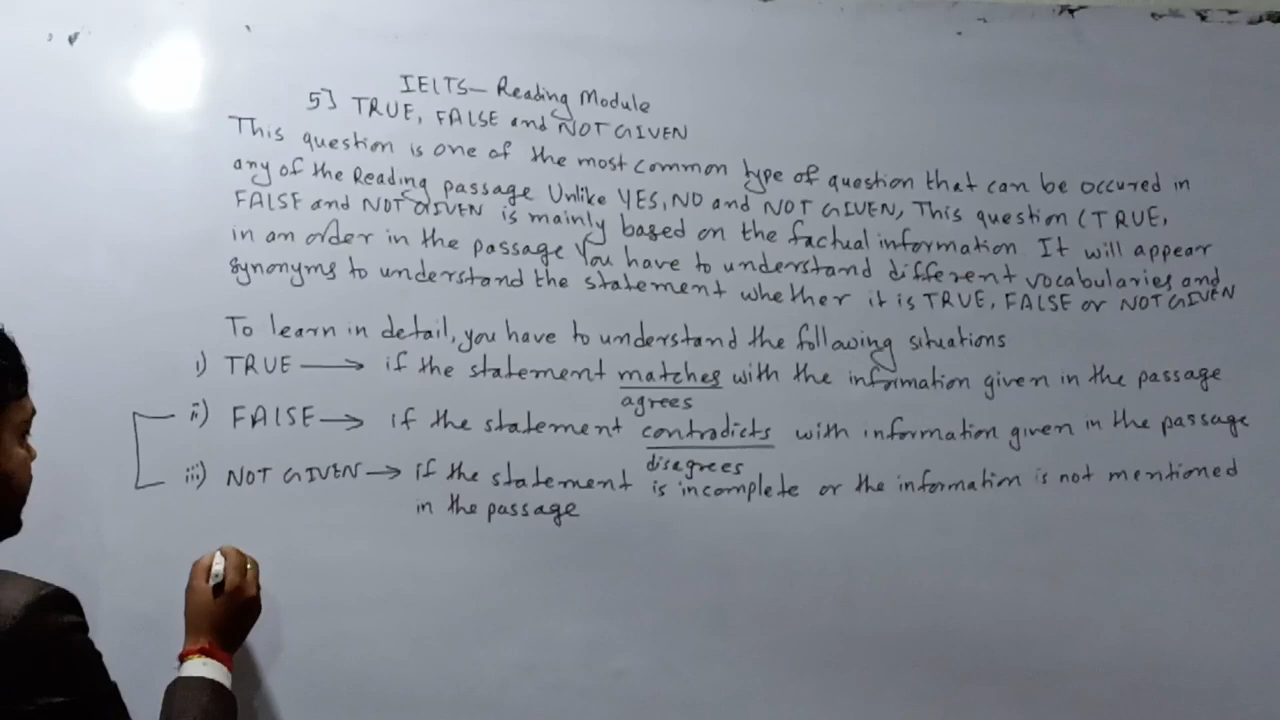 IELTS- Reading Module
5] TRUE, FALSE and NOT GIVEN
This question is one of the most common type of question that can be occured in
any of the Reading passage Unlike YES, NO and NOT GIVEN, This question (TRUE,
FALSE and NOT GIVEN is mainly based on the factual information It will appear
in an order in the passage You have to understand different vocabularies and
synonyms to understand the statement whether it is TRUE, FALSE or NOT GIVEN
To learn in detail, you have to understand the following situations
i) TRUE → if the statement matches with the information given in the passage
agrees
ii) FALSE → if the statement contradicts with information given in the passage
disegrees
iii) NOT GIVEN → if the statement is incomplete or the information is not mentioned
in the passage